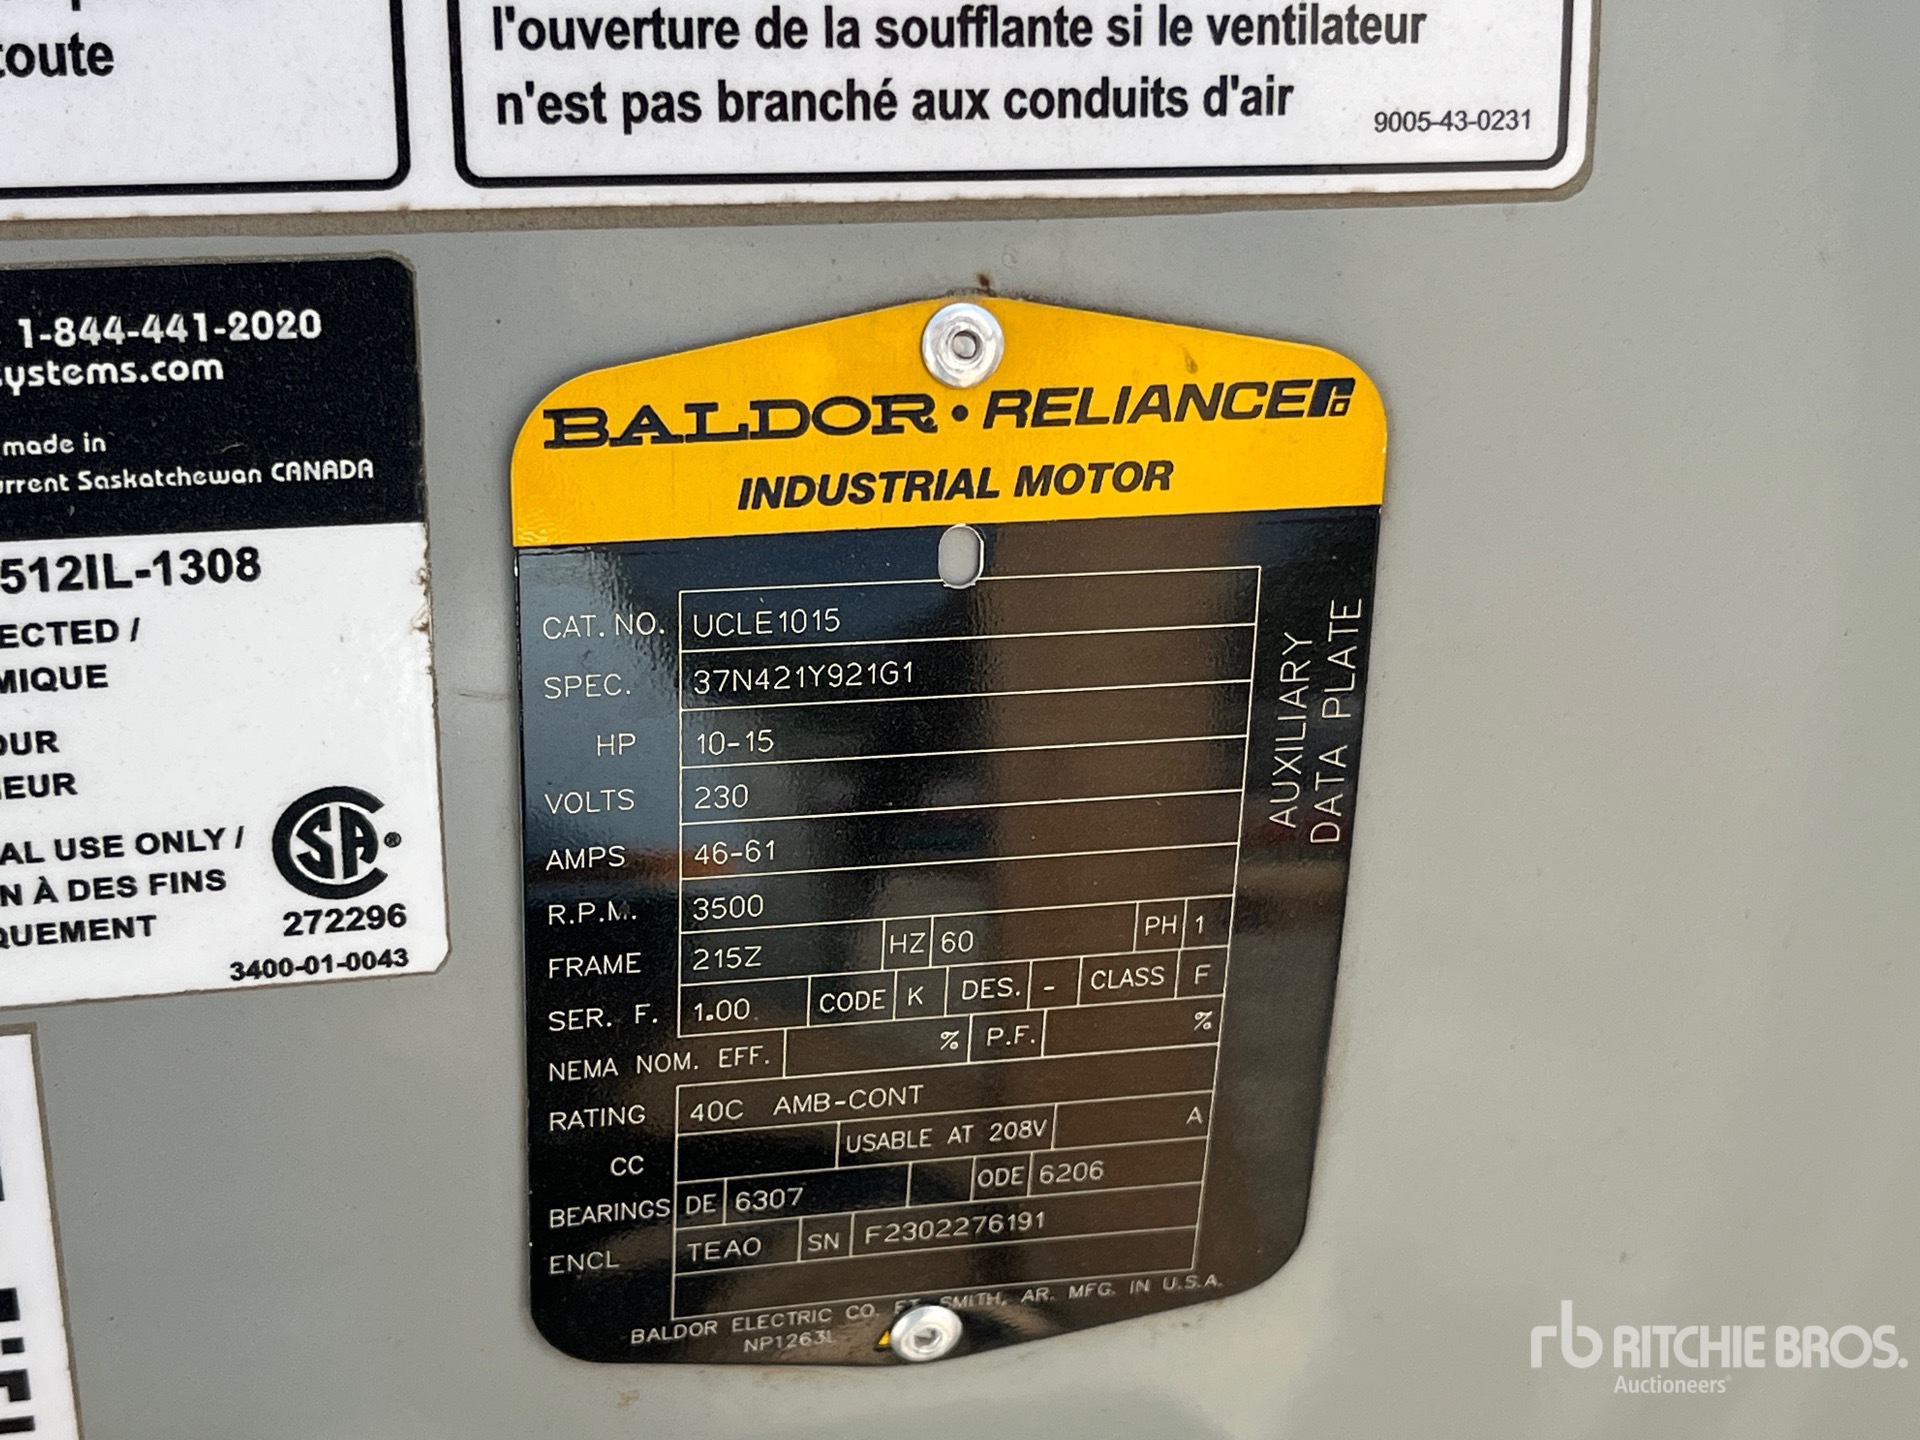 toute
l'ouverture de la soufflante si le ventilateur
n'est pas branché aux conduits d'air
9005-43-0231
1-844-441-2020
ystems.com
made in
urrent Saskatchewan CANADA
512IL-1308
ECTED /
MIQUE
OUR
IEUR
AL USE ONLY /
N À DES FINS
QUEMENT
SA ®
272296
3400-01-0043
BALDOR • RELIANCE
INDUSTRIAL MOTOR
AUXILIARY
DATA PLATE
CAT. NO. UCLE1015
SPEC. 37N421Y921G1
HP 10-15
VOLTS 230
AMPS 46-61
R.P.M. 3500
FRAME 215Z HZ 60 PH 1
SER. F. 1.00 CODE K DES. - CLASS F
NEMA NOM. EFF. % P.F. %
RATING 40C AMB-CONT
CC USABLE AT 208V A
BEARINGS DE 6307 ODE 6206
ENCL TEAO SN F2302276191
BALDOR ELECTRIC CO. FT. SMITH, AR. MFG. IN U.S.A.
NP1263L
rb RITCHIE BROS.
Auctioneers